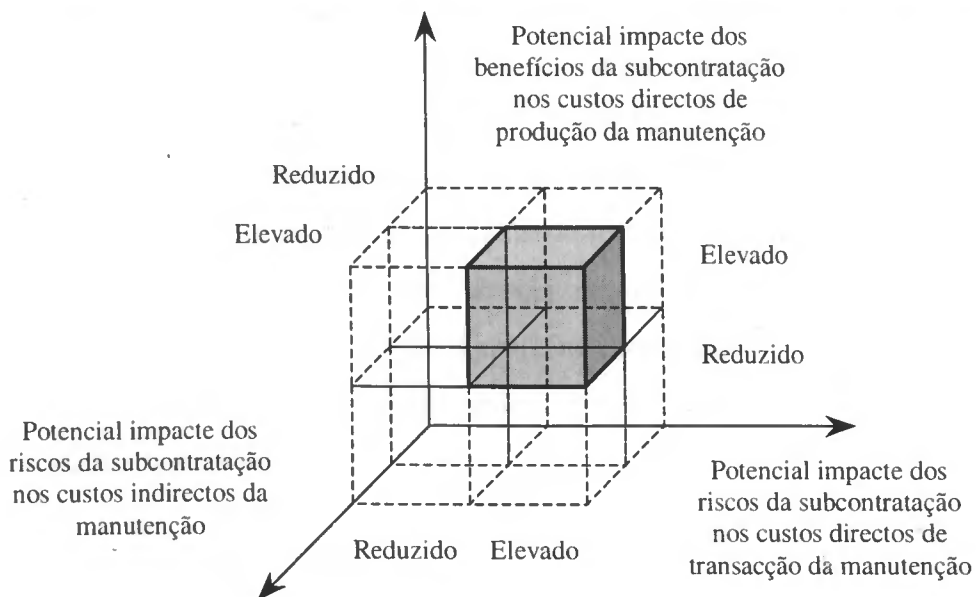 Potencial impacte dos
benefícios da subcontratação
nos custos directos de
produção da manutenção
Reduzido
Elevado
Elevado
Reduzido
Potencial impacte dos
riscos da subcontratação
nos custos indirectos da
manutenção
Reduzido
Elevado
Potencial impacte dos
riscos da subcontratação
nos custos directos de
transacção da manutenção